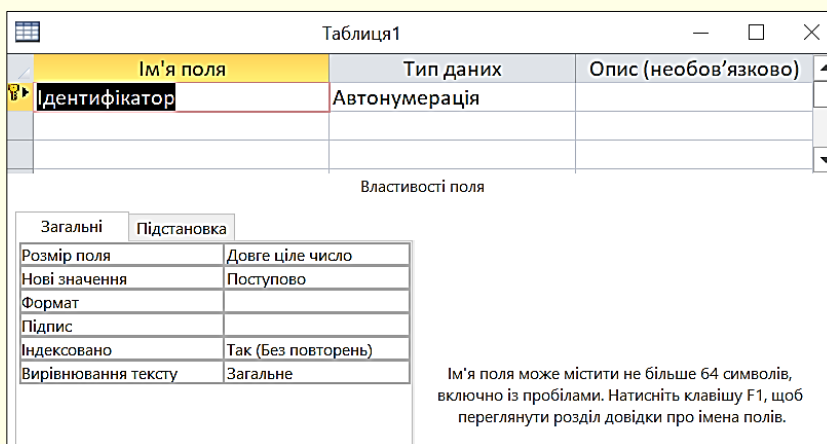 Таблиця1
Ім'я поля Тип даних Опис (необов’язково)
Ідентифікатор Автонумерація
Властивості поля
Загальні Підстановка
Розмір поля Довге ціле число
Нові значення Поступово
Формат
Підпис
Індексовано Так (Без повторень)
Вирівнювання тексту Загальне
Ім'я поля може містити не більше 64 символів,
включно із пробілами. Натисніть клавішу F1, щоб
переглянути розділ довідки про імена полів.